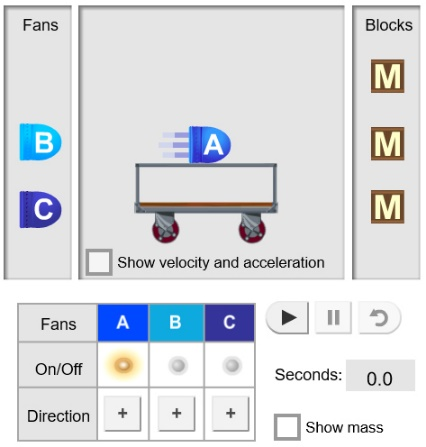 Fans
Blocks
M
A
B
M
C
M
Show velocity and acceleration
Fans A B C
On/Off
Direction + + +
Seconds: 0.0
Show mass